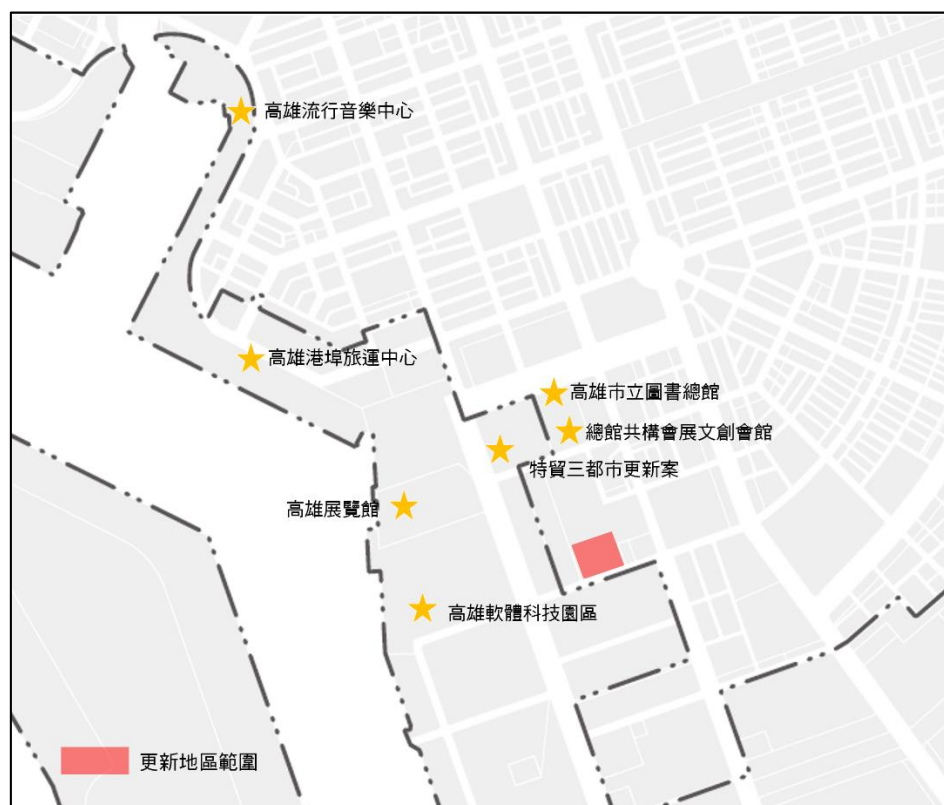 高雄流行音樂中心
高雄港埠旅運中心
高雄市立圖書總館
總館共構會展文創會館
特貿三都市更新案
高雄展覽館
高雄軟體科技園區
更新地區範圍